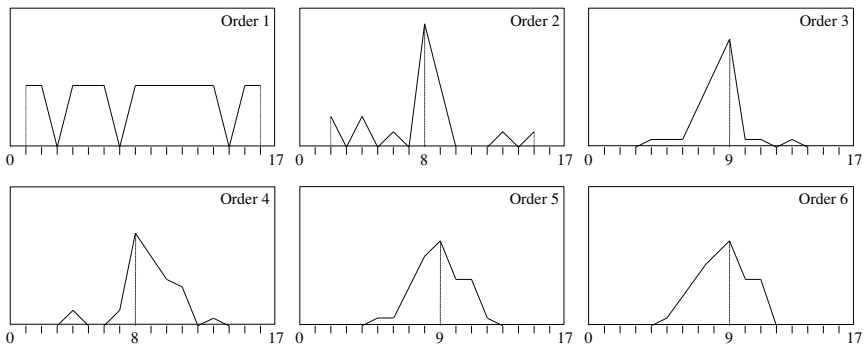 Order 1
0 17
Order 2
0 8 17
Order 3
0 9 17
Order 4
0 8 17
Order 5
0 9 17
Order 6
0 9 17